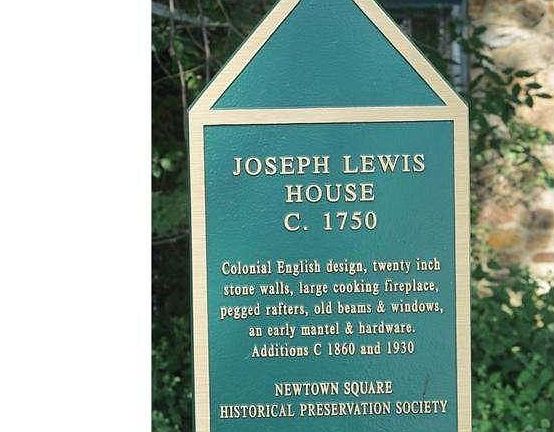 JOSEPH LEWIS
HOUSE
C. 1750
Colonial English design, twenty inch
stone walls, large cooking fireplace,
pegged rafters, old beams & windows,
an early mantel & hardware.
Additions C 1860 and 1930
NEWTOWN SQUARE
HISTORICAL PRESERVATION SOCIETY